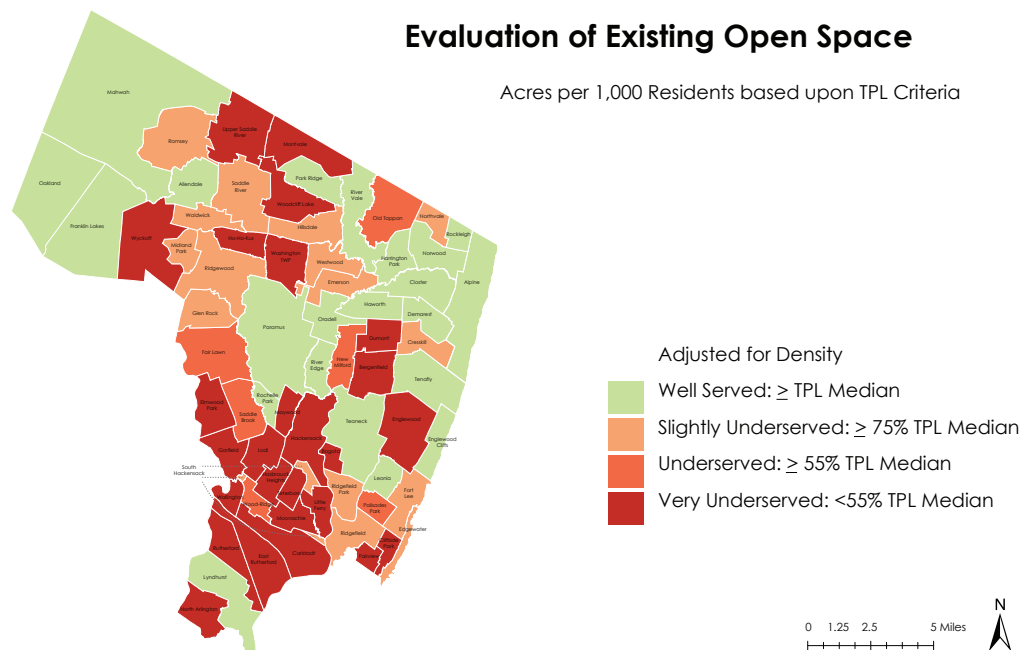 Evaluation of Existing Open Space
Acres per 1,000 Residents based upon TPL Criteria
Mahwah
Ramsey
Upper Saddle
River
Montvale
Oakland
Allendale
Saddle
River
Park Ridge
River
Vale
Woodcliff Lake
Old Tappan
Northvale
Rockleigh
Franklin Lakes
Waldwick
Hillsdale
Wyckoff
Midland
Park
Ho-Ho-Kus
Washington
TWP
Westwood
Harrington
Park
Norwood
Ridgewood
Emerson
Closter
Alpine
Haworth
Demarest
Glen Rock
Paramus
Oradell
Dumont
Cresskill
Fair Lawn
River
Edge
New
Milford
Bergenfield
Tenafly
Elmwood
Park
Rochelle
Park
Saddle
Brook
Maywood
Teaneck
Englewood
Englewood
Cliffs
Hackensack
Garfield
Lodi
Bogota
South
Hackensack
Hasbrouck
Heights
Leonia
Teterboro
Ridgefield
Park
Fort
Lee
Wallington
Wood-Ridge
Little
Ferry
Palisades
Park
Moonachie
Edgewater
Ridgefield
Rutherford
East
Rutherford
Carlstadt
Cliffside
Park
Fairview
Lyndhurst
North Arlington
Adjusted for Density
Well Served: ≥ TPL Median
Slightly Underserved: ≥ 75% TPL Median
Underserved: ≥ 55% TPL Median
Very Underserved: <55% TPL Median
N
0 1.25 2.5 5 Miles